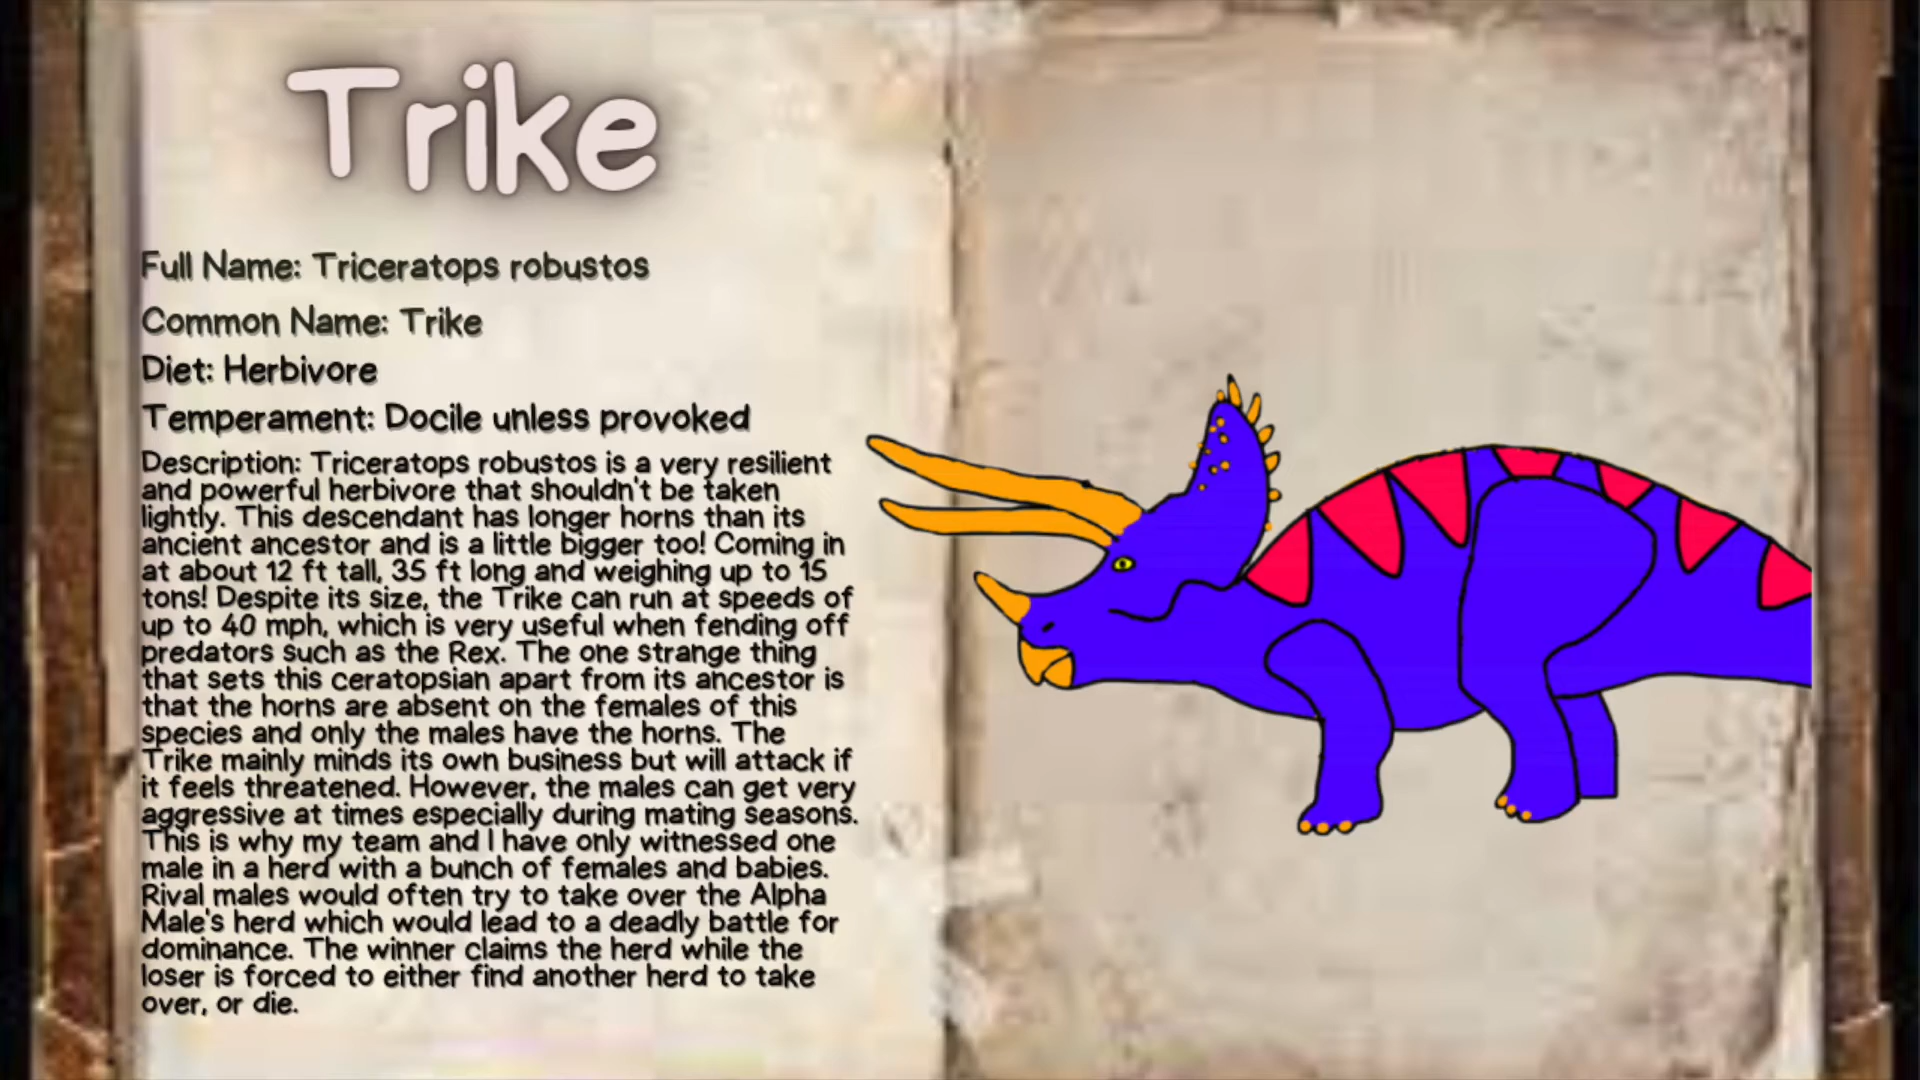 Trike
Full Name: Triceratops robustos
Common Name: Trike
Diet: Herbivore
Temperament: Docile unless provoked
Description: Triceratops robustos is a very resilient
and powerful herbivore that shouldn't be taken
lightly. This descendant has longer horns than its
ancient ancestor and is a little bigger too! Coming in
at about 12 ft tall, 35 ft long and weighing up to 15
tons! Despite its size, the Trike can run at speeds of
up to 40 mph, which is very useful when fending off
predators such as the Rex. The one strange thing
that sets this ceratopsian apart from its ancestor is
that the horns are absent on the females of this
species and only the males have the horns. The
Trike mainly minds its own business but will attack if
it feels threatened. However, the males can get very
aggressive at times especially during mating seasons.
This is why my team and I have only witnessed one
male in a herd with a bunch of females and babies.
Rival males would often try to take over the Alpha
Male's herd which would lead to a deadly battle for
dominance. The winner claims the herd while the
loser is forced to either find another herd to take
over, or die.